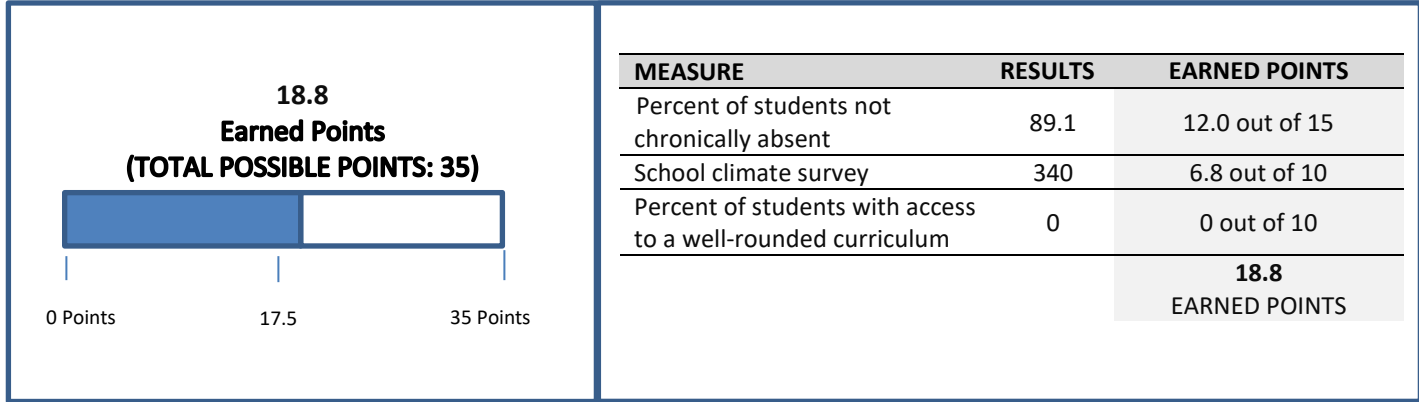 18.8
Earned Points
(TOTAL POSSIBLE POINTS: 35)
0 Points 17.5 35 Points
MEASURE RESULTS EARNED POINTS
Percent of students not
chronically absent 89.1 12.0 out of 15
School climate survey 340 6.8 out of 10
Percent of students with access
to a well-rounded curriculum 0 0 out of 10
18.8
EARNED POINTS